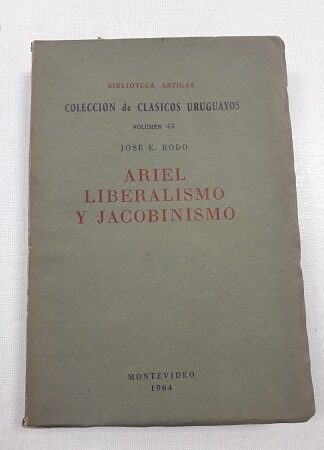 BIBLIOTECA ARTIGAS
COLECCION de CLASICOS URUGUAYOS
VOLUMEN 44
JOSE E. RODO
ARIEL
LIBERALISMO
Y JACOBINISMO
MONTEVIDEO
1964